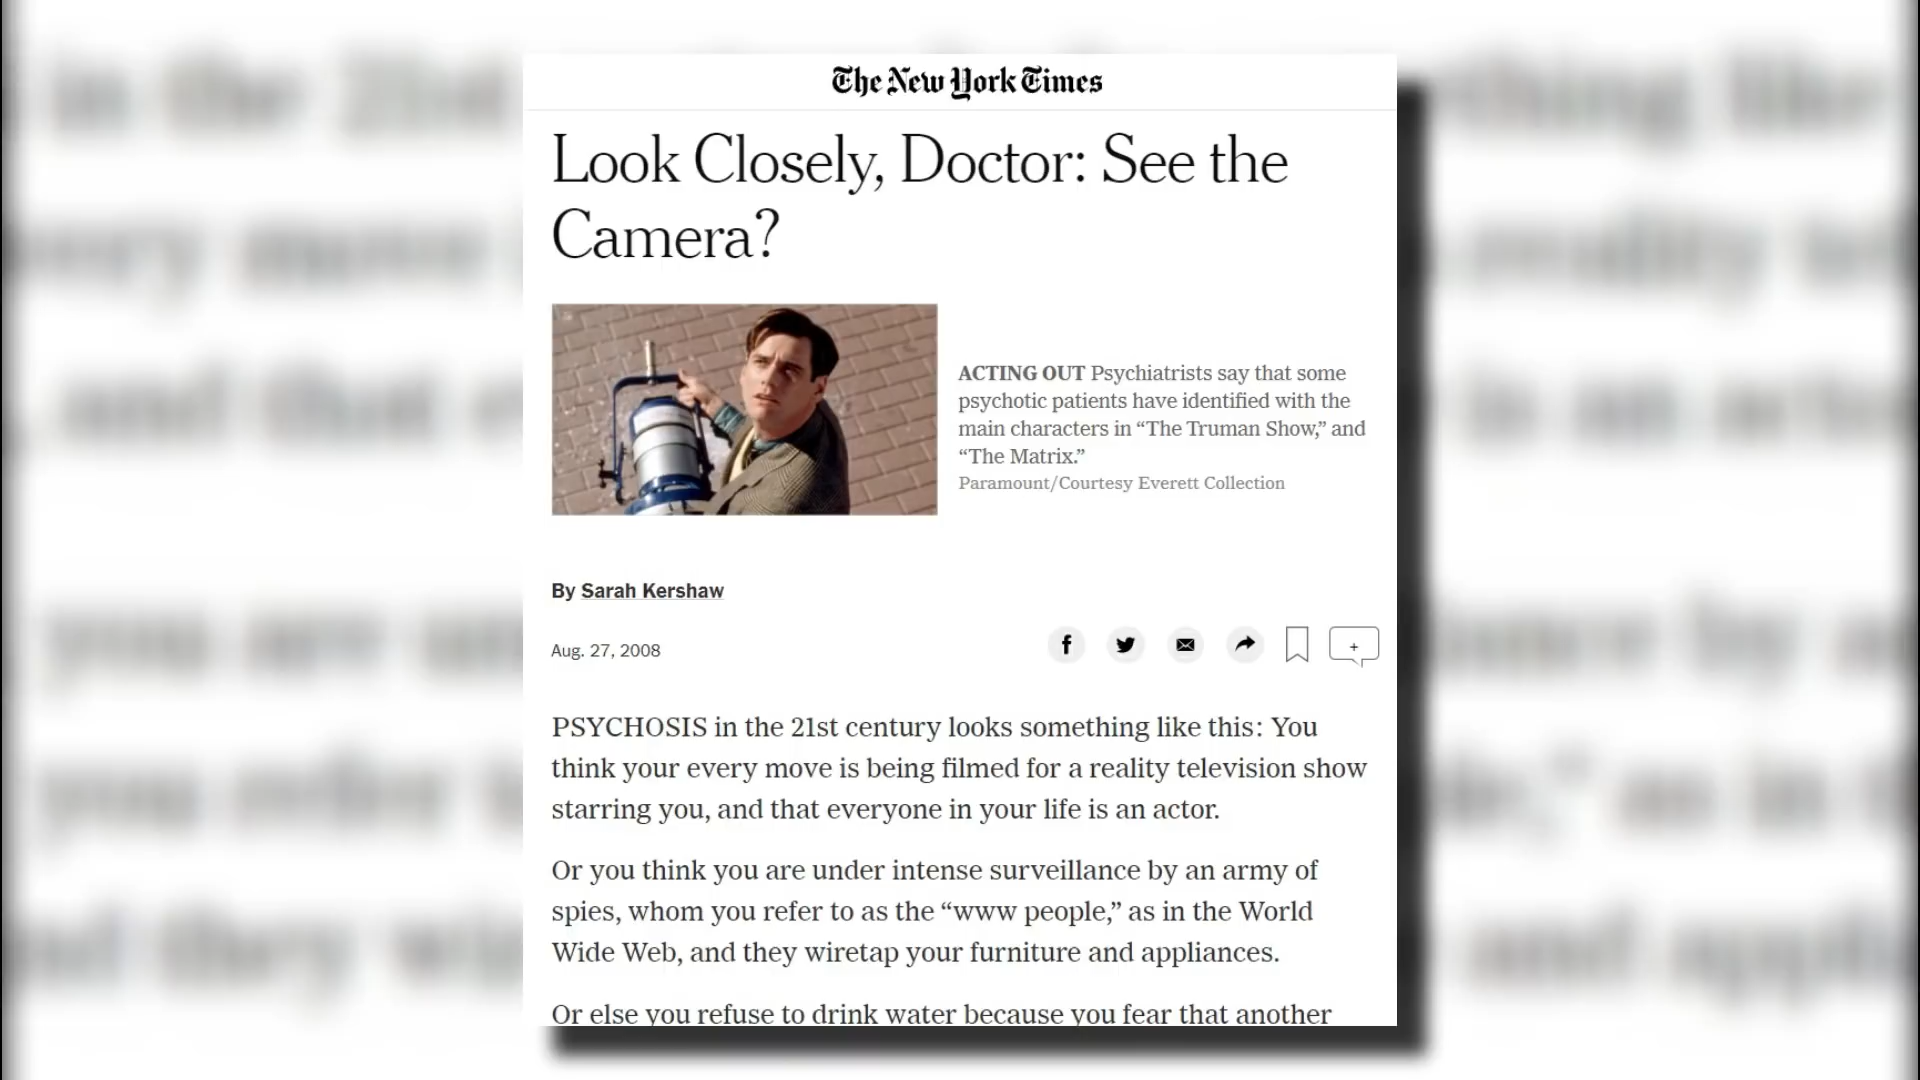 The New York Times
Look Closely, Doctor: See the
Camera?
ACTING OUT Psychiatrists say that some
psychotic patients have identified with the
main characters in “The Truman Show,” and
“The Matrix.”
Paramount/Courtesy Everett Collection
By Sarah Kershaw
Aug. 27, 2008
PSYCHOSIS in the 21st century looks something like this: You
think your every move is being filmed for a reality television show
starring you, and that everyone in your life is an actor.
Or you think you are under intense surveillance by an army of
spies, whom you refer to as the “www people,” as in the World
Wide Web, and they wiretap your furniture and appliances.
Or else you refuse to drink water because you fear that another